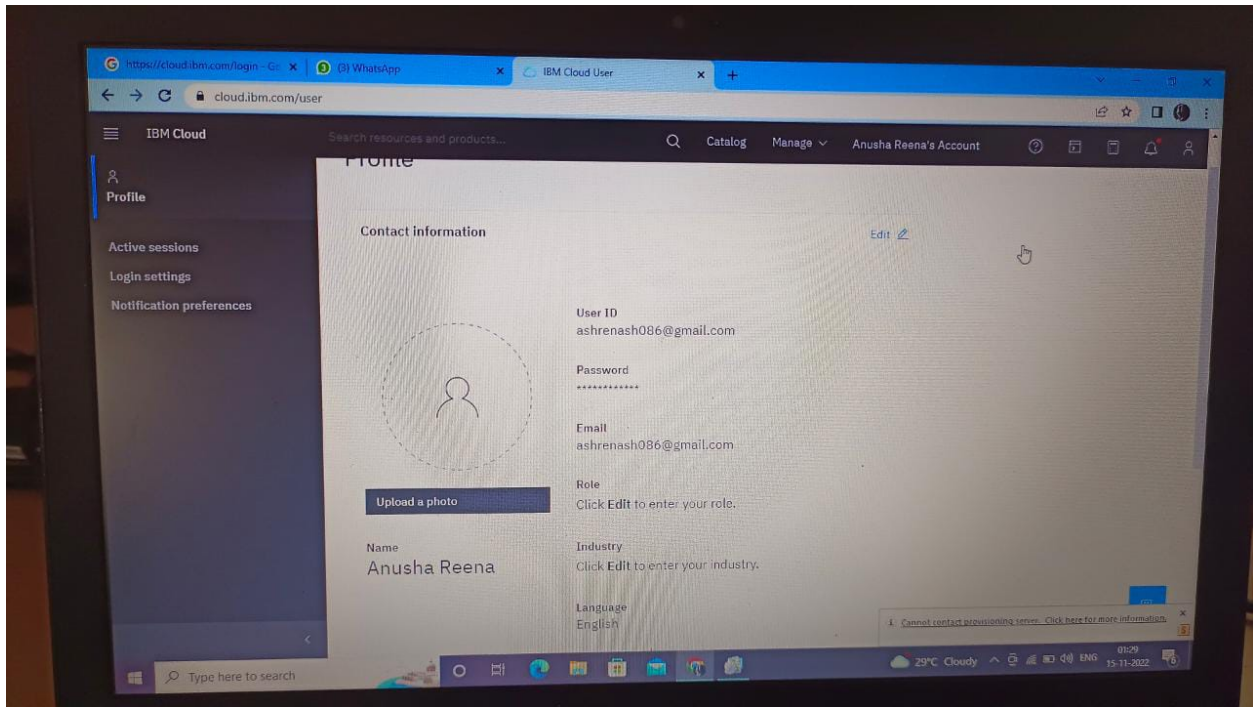 https://cloud.ibm.com/login - Go
(3) WhatsApp
IBM Cloud User
cloud.ibm.com/user
IBM Cloud
Search resources and products...
Catalog
Manage
Anusha Reena's Account
Profile
Profile
Active sessions
Login settings
Notification preferences
Contact information
Edit
User ID
ashrenash086@gmail.com
Password
************
Email
ashrenash086@gmail.com
Role
Click Edit to enter your role.
Upload a photo
Name
Anusha Reena
Industry
Click Edit to enter your industry.
Language
English
Cannot contact provisioning server. Click here for more information.
Type here to search
29°C Cloudy
ENG
01:29
15-11-2022